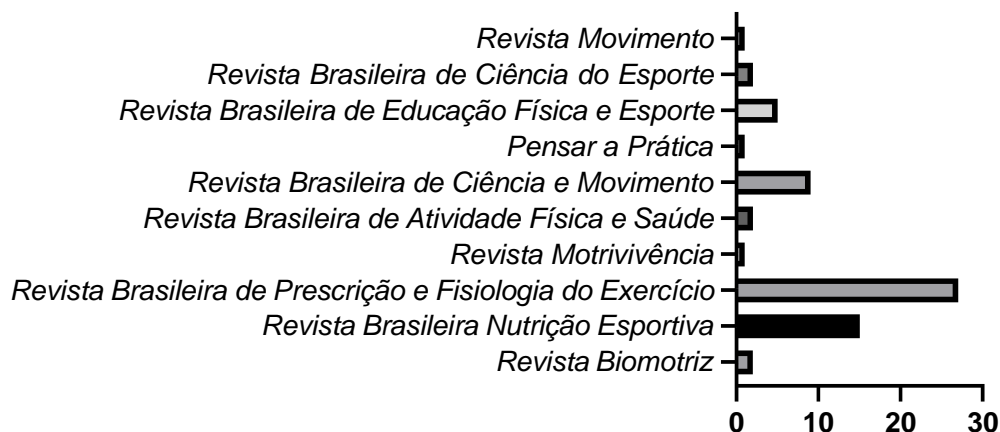 Revista Movimento
Revista Brasileira de Ciência do Esporte
Revista Brasileira de Educação Física e Esporte
Pensar a Prática
Revista Brasileira de Ciência e Movimento
Revista Brasileira de Atividade Física e Saúde
Revista Motrivivência
Revista Brasileira de Prescrição e Fisiologia do Exercício
Revista Brasileira Nutrição Esportiva
Revista Biomotriz
0 10 20 30